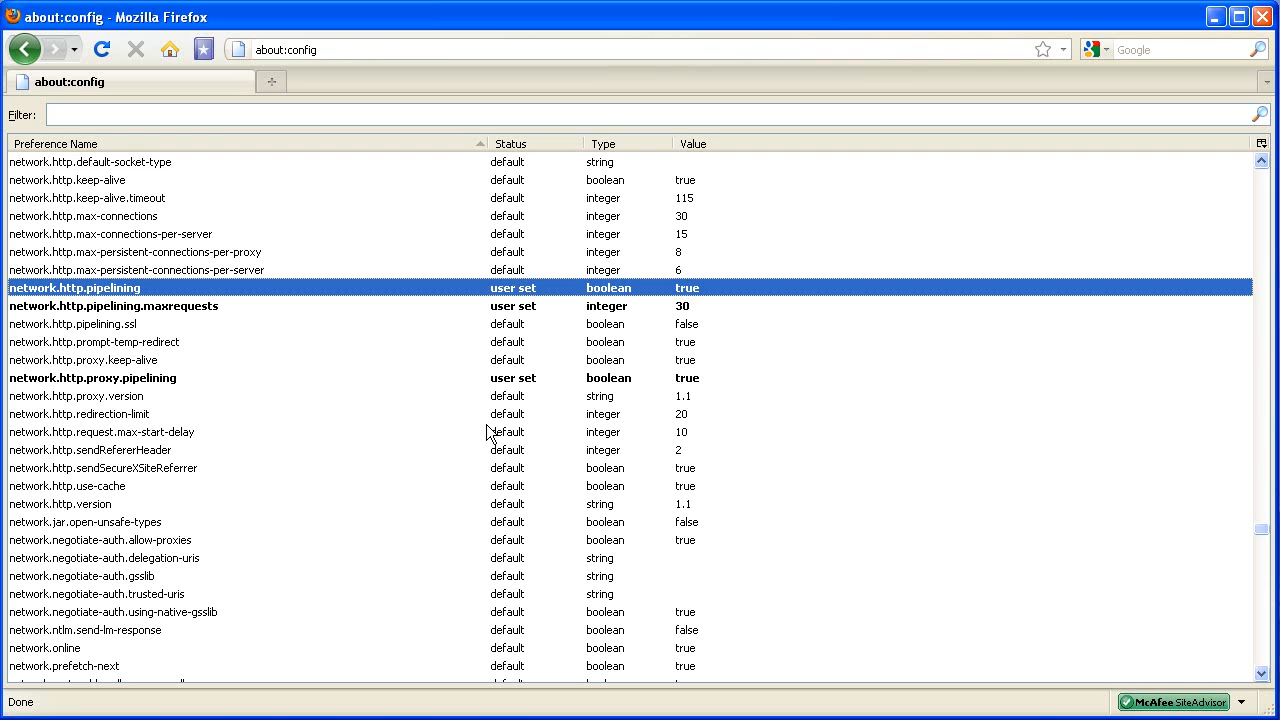 about:config - Mozilla Firefox
about:config
Google
about:config
Filter:
Preference Name Status Type Value
network.http.default-socket-type default string
network.http.keep-alive default boolean true
network.http.keep-alive.timeout default integer 115
network.http.max-connections default integer 30
network.http.max-connections-per-server default integer 15
network.http.max-persistent-connections-per-proxy default integer 8
network.http.max-persistent-connections-per-server default integer 6
network.http.pipelining user set boolean true
network.http.pipelining.maxrequests user set integer 30
network.http.pipelining.ssl default boolean false
network.http.prompt-temp-redirect default boolean true
network.http.proxy.keep-alive default boolean true
network.http.proxy.pipelining user set boolean true
network.http.proxy.version default string 1.1
network.http.redirection-limit default integer 20
network.http.request.max-start-delay default integer 10
network.http.sendRefererHeader default integer 2
network.http.sendSecureXSiteReferrer default boolean true
network.http.use-cache default boolean true
network.http.version default string 1.1
network.jar.open-unsafe-types default boolean false
network.negotiate-auth.allow-proxies default boolean true
network.negotiate-auth.delegation-uris default string
network.negotiate-auth.gsslib default string
network.negotiate-auth.trusted-uris default string
network.negotiate-auth.using-native-gsslib default boolean true
network.ntlm.send-lm-response default boolean false
network.online default boolean true
network.prefetch-next default boolean true
Done
McAfee SiteAdvisor